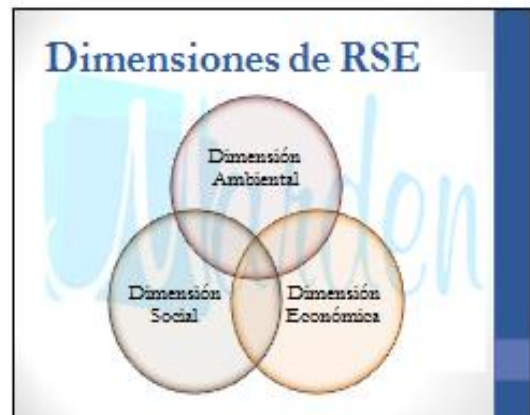 Dimensiones de RSE
Dimensión
Ambiental
Dimensión
Social
Dimensión
Económica